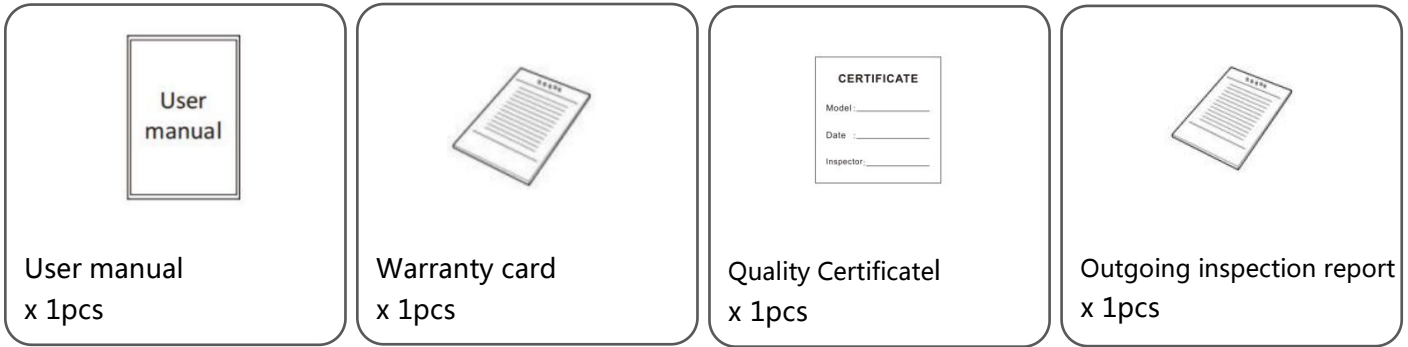 User
manual
User manual
x 1pcs
Warranty card
x 1pcs
CERTIFICATE
Model:
Date :
Inspector:
Quality Certificatel
x 1pcs
Outgoing inspection report
x 1pcs